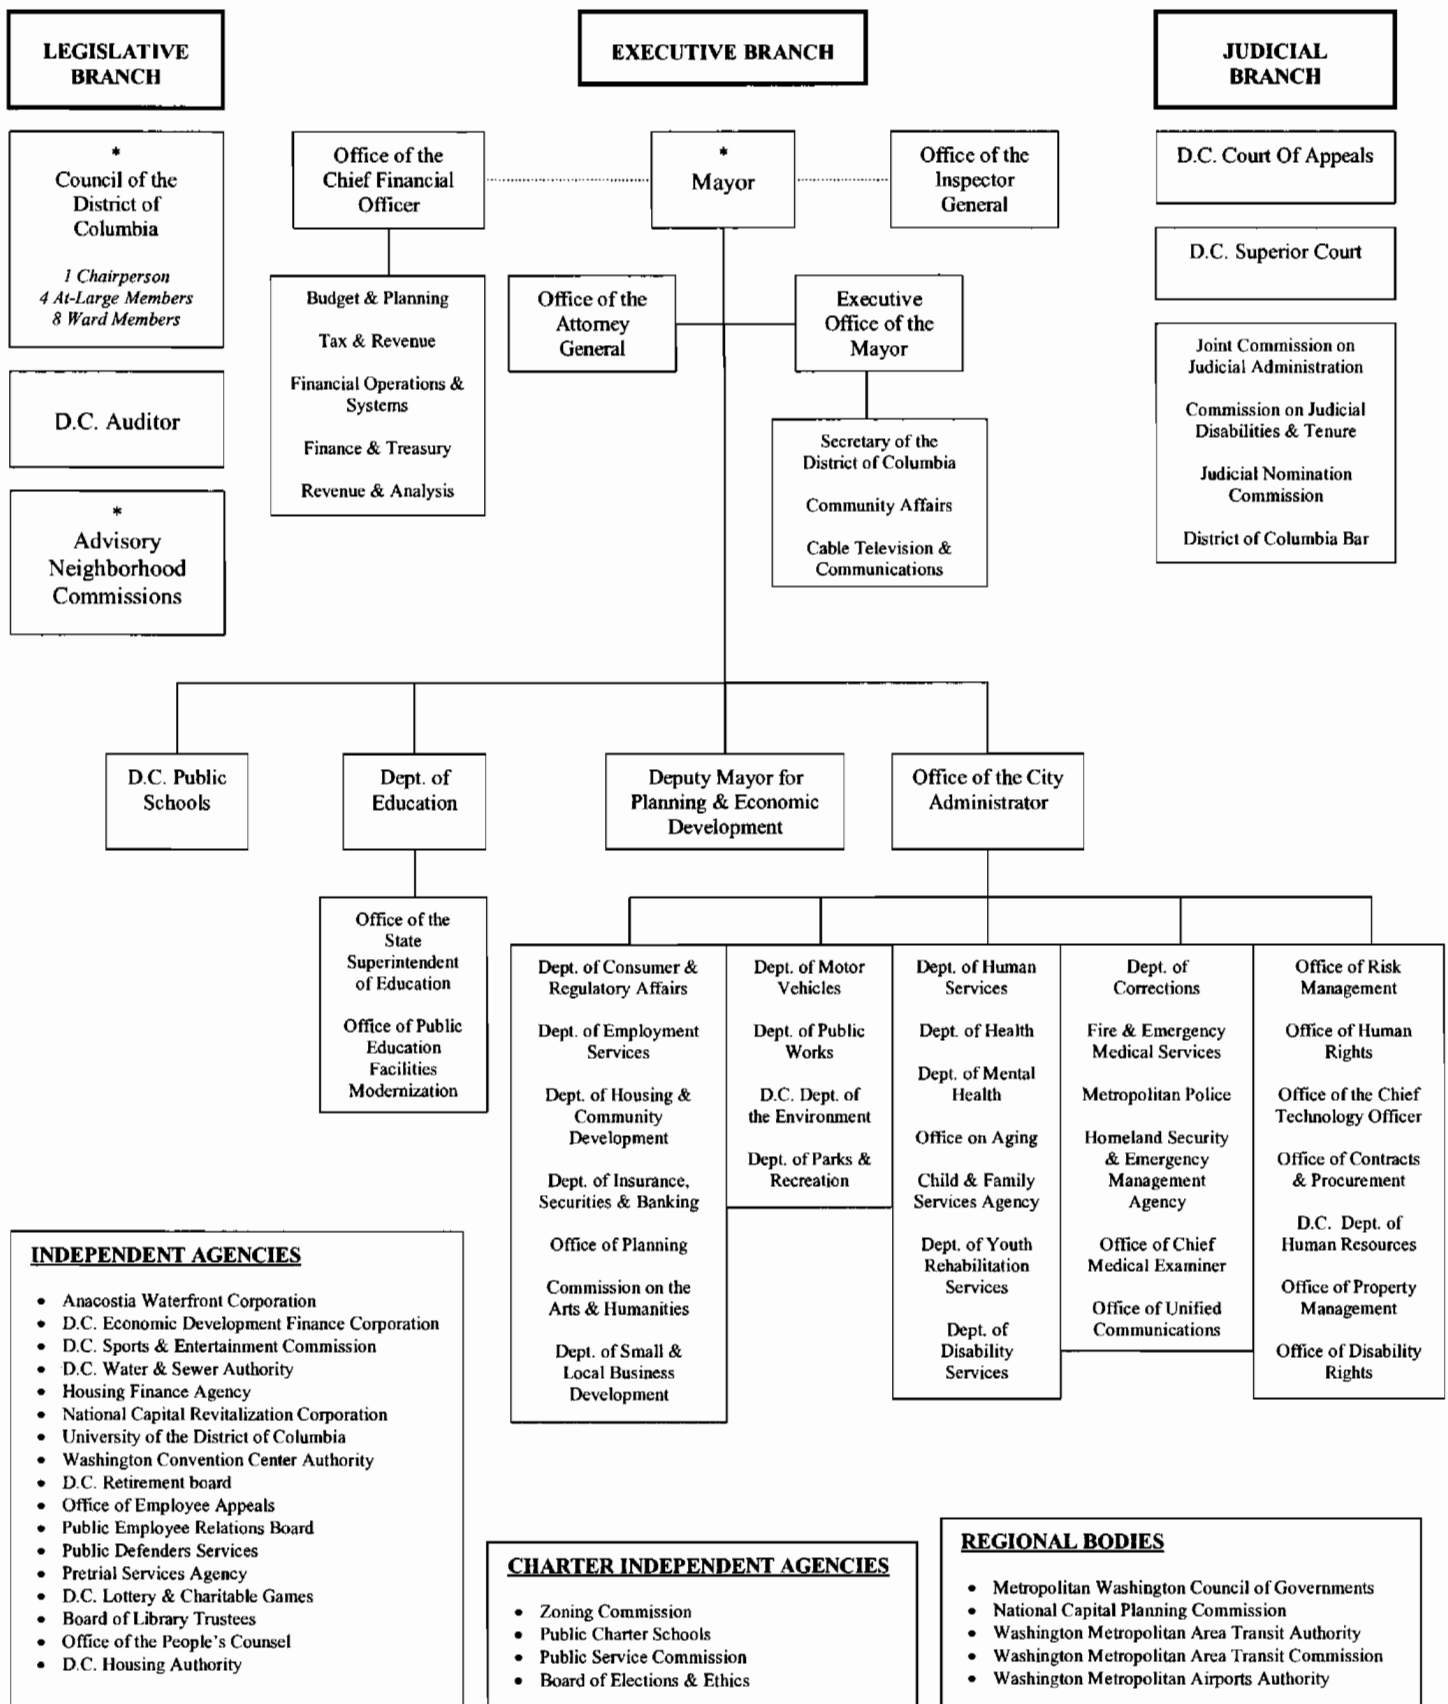 LEGISLATIVE
BRANCH
EXECUTIVE BRANCH
JUDICIAL
BRANCH
*
Council of the
District of
Columbia
1 Chairperson
4 At-Large Members
8 Ward Members
D.C. Auditor
*
Advisory
Neighborhood
Commissions
Office of the
Chief Financial
Officer
*
Mayor
Office of the
Inspector
General
Budget & Planning
Tax & Revenue
Financial Operations &
Systems
Finance & Treasury
Revenue & Analysis
Office of the
Attorney
General
Executive
Office of the
Mayor
Secretary of the
District of Columbia
Community Affairs
Cable Television &
Communications
D.C. Court Of Appeals
D.C. Superior Court
Joint Commission on
Judicial Administration
Commission on Judicial
Disabilities & Tenure
Judicial Nomination
Commission
District of Columbia Bar
D.C. Public
Schools
Dept. of
Education
Deputy Mayor for
Planning & Economic
Development
Office of the City
Administrator
Office of the
State
Superintendent
of Education
Office of Public
Education
Facilities
Modernization
Dept. of Consumer &
Regulatory Affairs
Dept. of Employment
Services
Dept. of Housing &
Community
Development
Dept. of Insurance,
Securities & Banking
Office of Planning
Commission on the
Arts & Humanities
Dept. of Small &
Local Business
Development
Dept. of Motor
Vehicles
Dept. of Public
Works
D.C. Dept. of
the Environment
Dept. of Parks &
Recreation
Dept. of Human
Services
Dept. of Health
Dept. of Mental
Health
Office on Aging
Child & Family
Services Agency
Dept. of Youth
Rehabilitation
Services
Dept. of
Disability
Services
Dept. of
Corrections
Fire & Emergency
Medical Services
Metropolitan Police
Homeland Security
& Emergency
Management
Agency
Office of Chief
Medical Examiner
Office of Unified
Communications
Office of Risk
Management
Office of Human
Rights
Office of the Chief
Technology Officer
Office of Contracts
& Procurement
D.C. Dept. of
Human Resources
Office of Property
Management
Office of Disability
Rights
INDEPENDENT AGENCIES
• Anacostia Waterfront Corporation
• D.C. Economic Development Finance Corporation
• D.C. Sports & Entertainment Commission
• D.C. Water & Sewer Authority
• Housing Finance Agency
• National Capital Revitalization Corporation
• University of the District of Columbia
• Washington Convention Center Authority
• D.C. Retirement board
• Office of Employee Appeals
• Public Employee Relations Board
• Public Defenders Services
• Pretrial Services Agency
• D.C. Lottery & Charitable Games
• Board of Library Trustees
• Office of the People's Counsel
• D.C. Housing Authority
CHARTER INDEPENDENT AGENCIES
• Zoning Commission
• Public Charter Schools
• Public Service Commission
• Board of Elections & Ethics
REGIONAL BODIES
• Metropolitan Washington Council of Governments
• National Capital Planning Commission
• Washington Metropolitan Area Transit Authority
• Washington Metropolitan Area Transit Commission
• Washington Metropolitan Airports Authority